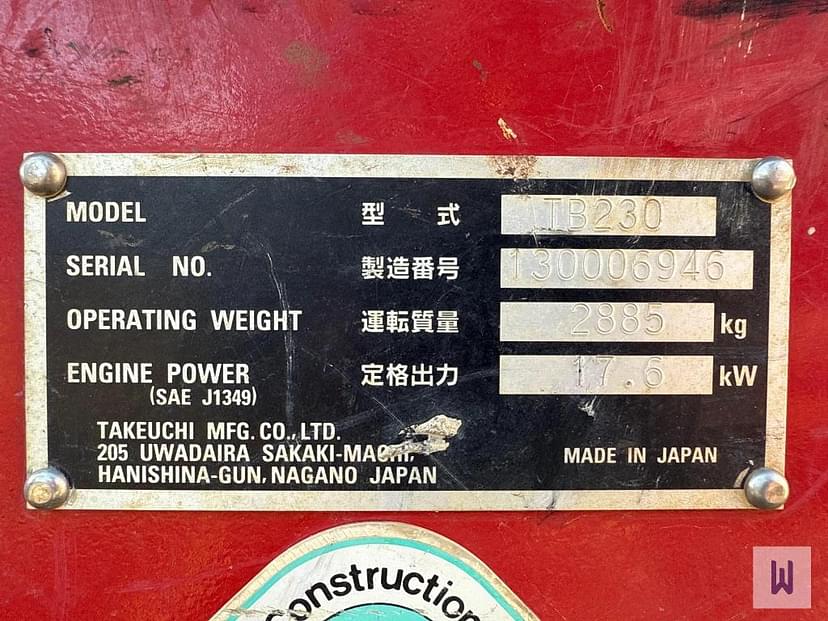 MODEL 型 式 TB230
SERIAL NO. 製造番号 130006946
OPERATING WEIGHT 運転質量 2885 kg
ENGINE POWER 定格出力 17.6 kW
(SAE J1349)
TAKEUCHI MFG. CO., LTD.
205 UWADAIRA SAKAKI-MACHI, MADE IN JAPAN
HANISHINA-GUN, NAGANO JAPAN
Construction
W